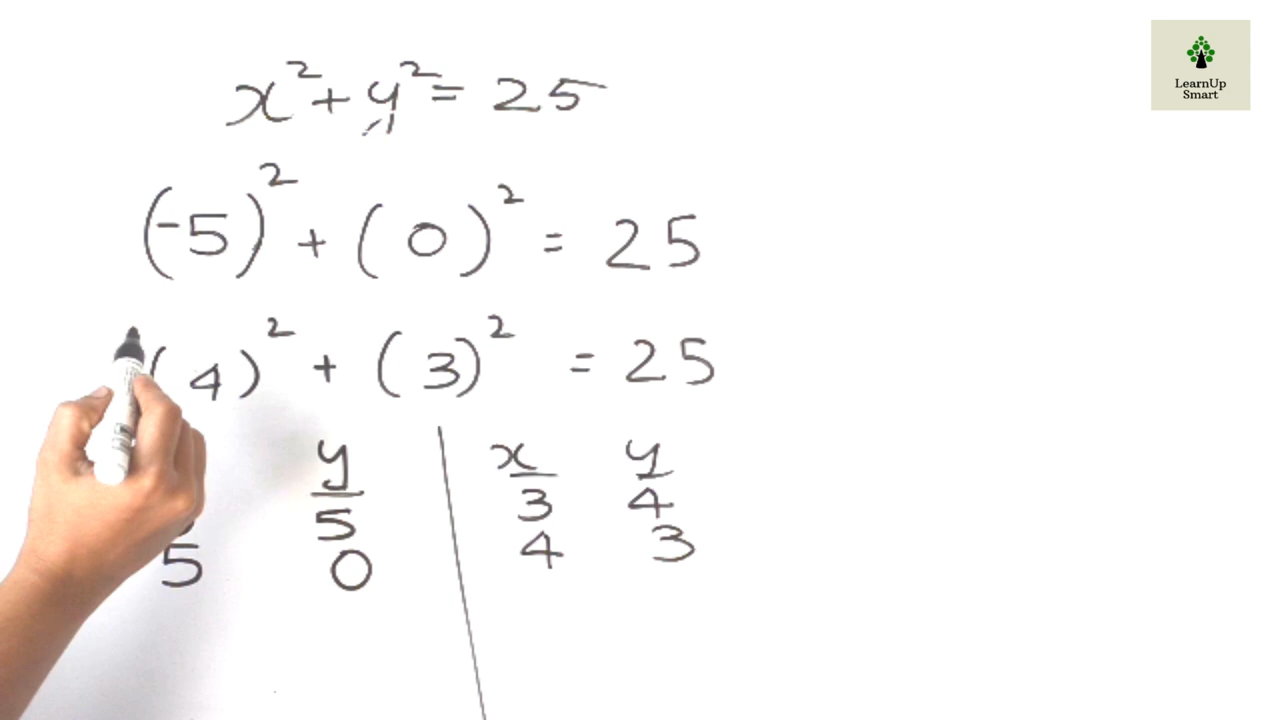 x² + y² = 25
(-5)² + (0)² = 25
(4)² + (3)² = 25
y x y
5 3 4
5 0 4 3
LearnUp
Smart